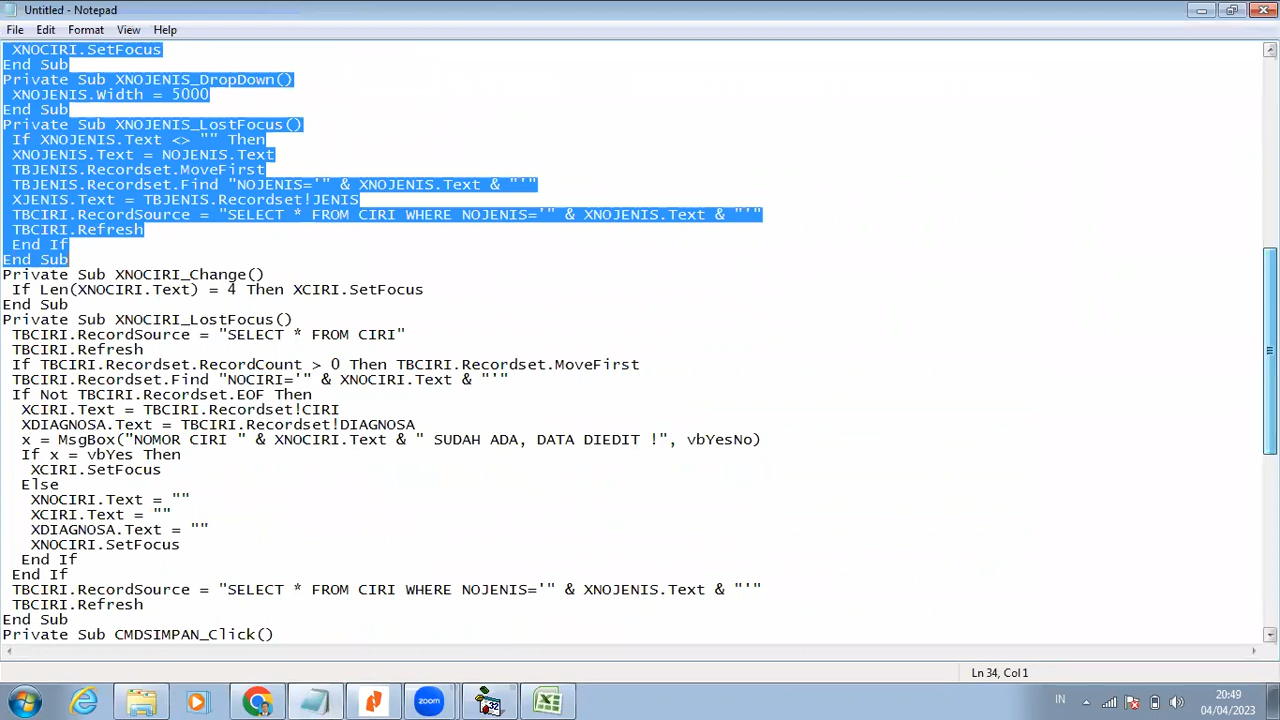 Untitled - Notepad
File Edit Format View Help
XNOCIRI.SetFocus
End Sub
Private Sub XNOJENIS_DropDown()
XNOJENIS.Width = 5000
End Sub
Private Sub XNOJENIS_LostFocus()
If XNOJENIS.Text <> "" Then
XNOJENIS.Text = NOJENIS.Text
TBJENIS.Recordset.MoveFirst
TBJENIS.Recordset.Find "NOJENIS='" & XNOJENIS.Text & "'"
XJENIS.Text = TBJENIS.Recordset!JENIS
TBCIRI.RecordSource = "SELECT * FROM CIRI WHERE NOJENIS='" & XNOJENIS.Text & "'"
TBCIRI.Refresh
End If
End Sub
Private Sub XNOCIRI_Change()
If Len(XNOCIRI.Text) = 4 Then XCIRI.SetFocus
End Sub
Private Sub XNOCIRI_LostFocus()
TBCIRI.RecordSource = "SELECT * FROM CIRI"
TBCIRI.Refresh
If TBCIRI.Recordset.RecordCount > 0 Then TBCIRI.Recordset.MoveFirst
TBCIRI.Recordset.Find "NOCIRI='" & XNOCIRI.Text & "'"
If Not TBCIRI.Recordset.EOF Then
XCIRI.Text = TBCIRI.Recordset!CIRI
XDIAGNOSA.Text = TBCIRI.Recordset!DIAGNOSA
x = MsgBox("NOMOR CIRI " & XNOCIRI.Text & " SUDAH ADA, DATA DIEDIT !", vbYesNo)
If x = vbYes Then
XCIRI.SetFocus
Else
XNOCIRI.Text = ""
XCIRI.Text = ""
XDIAGNOSA.Text = ""
XNOCIRI.SetFocus
End If
End If
TBCIRI.RecordSource = "SELECT * FROM CIRI WHERE NOJENIS='" & XNOJENIS.Text & "'"
TBCIRI.Refresh
End Sub
Private Sub CMDSIMPAN_Click()
Ln 34, Col 1
zoom
32
IN
20:49
04/04/2023